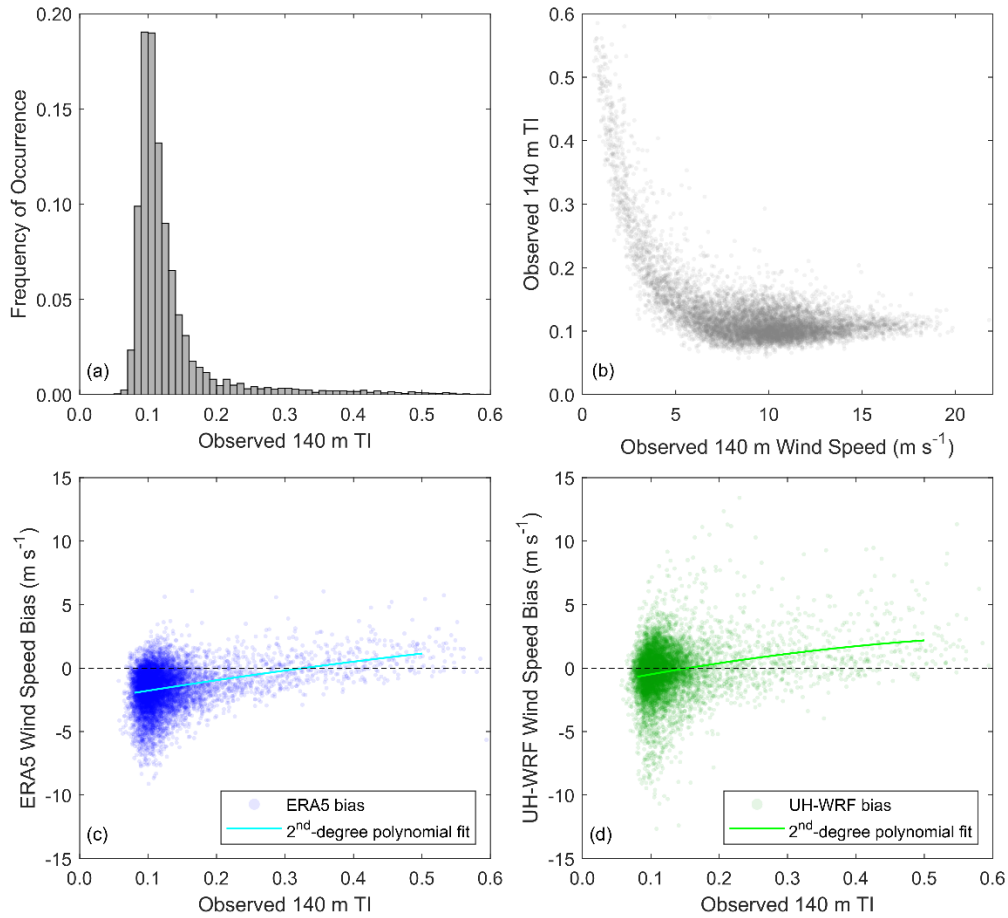 0.20
0.15
0.10
0.05
0.00
Frequency of Occurrence
(a)
0.0 0.1 0.2 0.3 0.4 0.5 0.6
Observed 140 m TI
0.6
0.5
0.4
0.3
0.2
0.1
0.0
Observed 140 m TI
(b)
5 10 15 20
Observed 140 m Wind Speed (m s⁻¹)
15
10
5
0
-5
-10
-15
ERA5 Wind Speed Bias (m s⁻¹)
ERA5 bias
2ⁿᵈ-degree polynomial fit
(c)
0.0 0.1 0.2 0.3 0.4 0.5 0.6
Observed 140 m TI
15
10
5
0
-5
-10
-15
UH-WRF Wind Speed Bias (m s⁻¹)
UH-WRF bias
2ⁿᵈ-degree polynomial fit
(d)
0.0 0.1 0.2 0.3 0.4 0.5 0.6
Observed 140 m TI